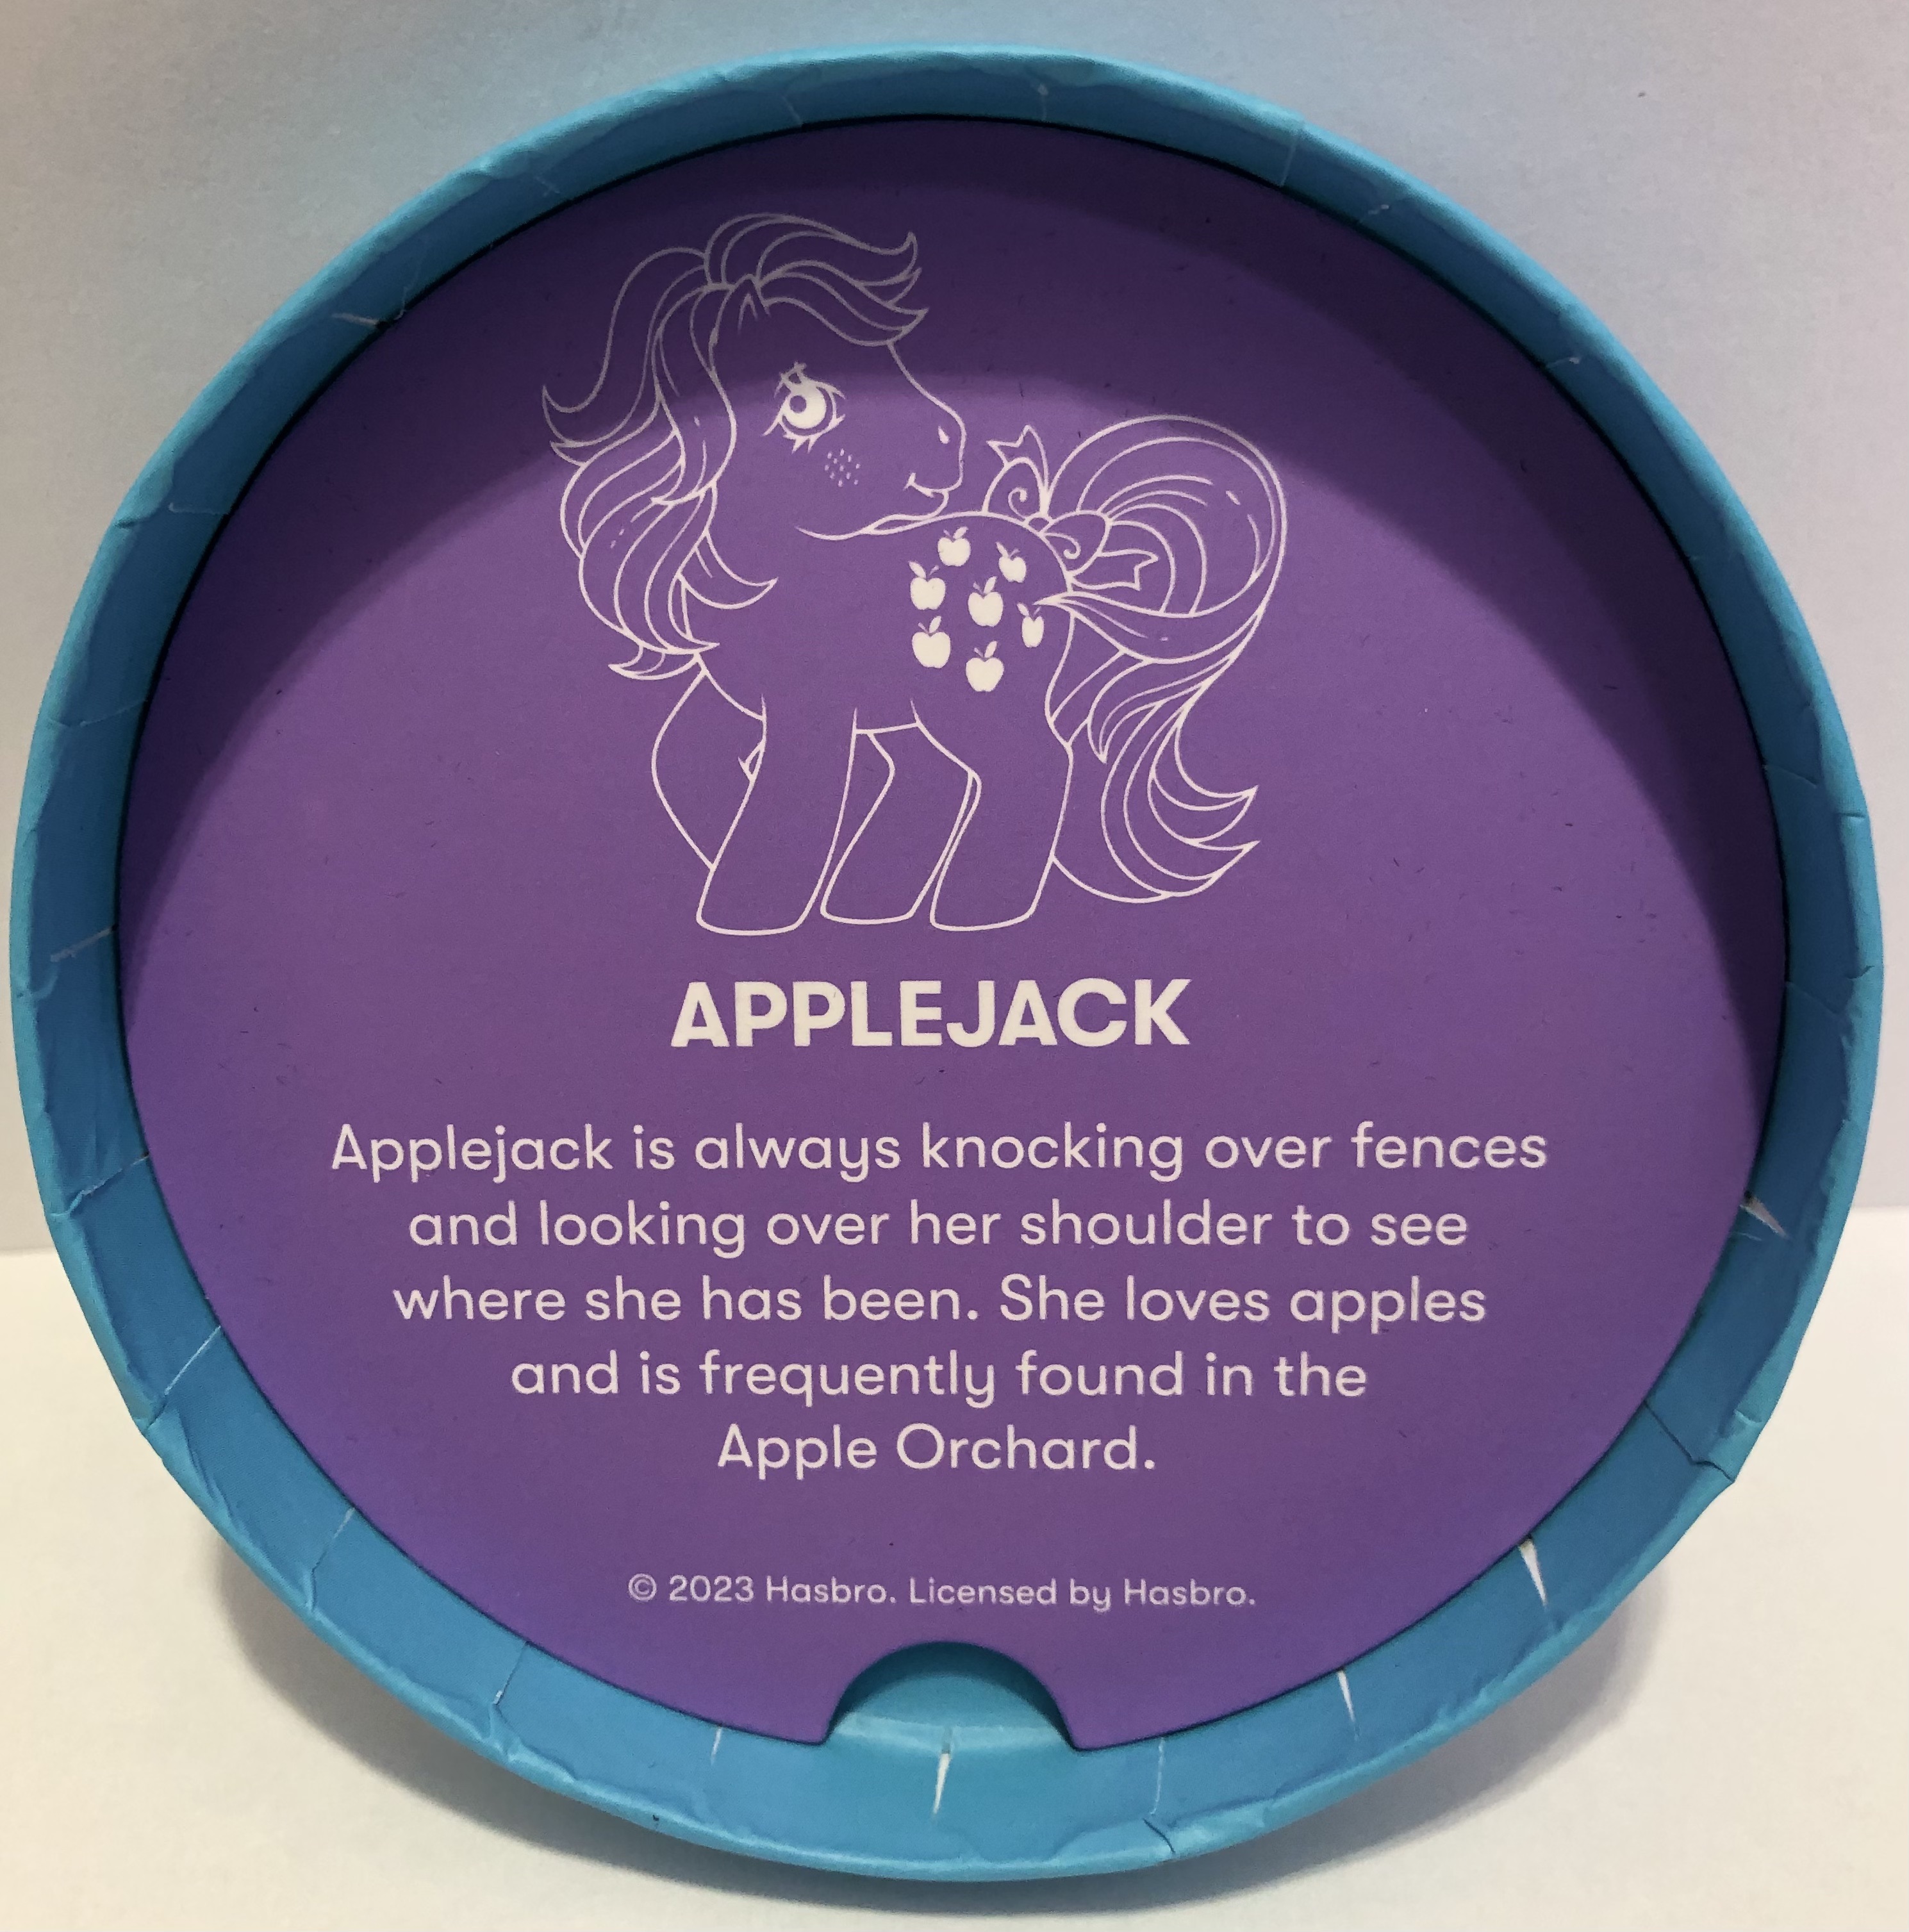 APPLEJACK
Applejack is always knocking over fences
and looking over her shoulder to see
where she has been. She loves apples
and is frequently found in the
Apple Orchard.
© 2023 Hasbro. Licensed by Hasbro.